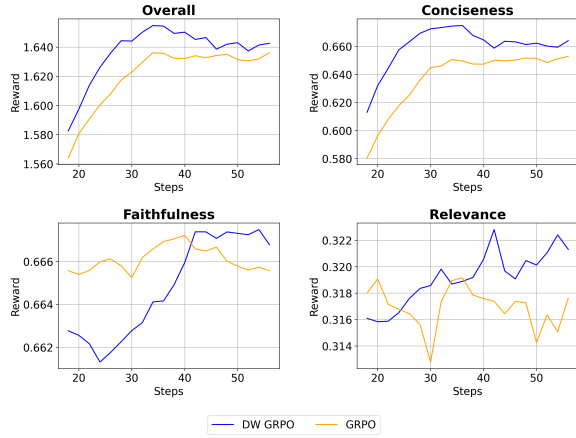 Overall
Reward
1.640
1.620
1.600
1.580
1.560
20 30 40 50
Steps
Conciseness
Reward
0.660
0.640
0.620
0.600
0.580
20 30 40 50
Steps
Faithfulness
Reward
0.666
0.664
0.662
20 30 40 50
Steps
Relevance
Reward
0.322
0.320
0.318
0.316
0.314
20 30 40 50
Steps
DW GRPO GRPO